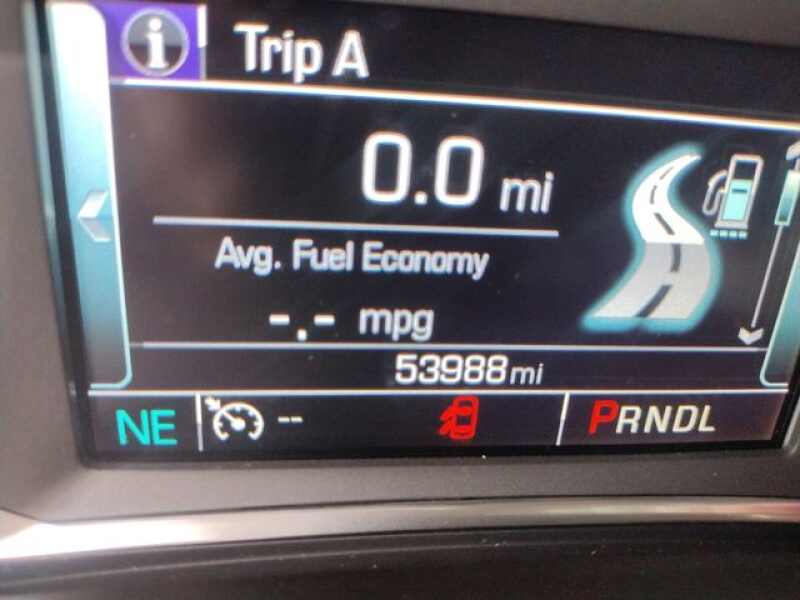 i Trip A
0.0 mi
Avg. Fuel Economy
-.- mpg
53988 mi
NE -- PRNDL